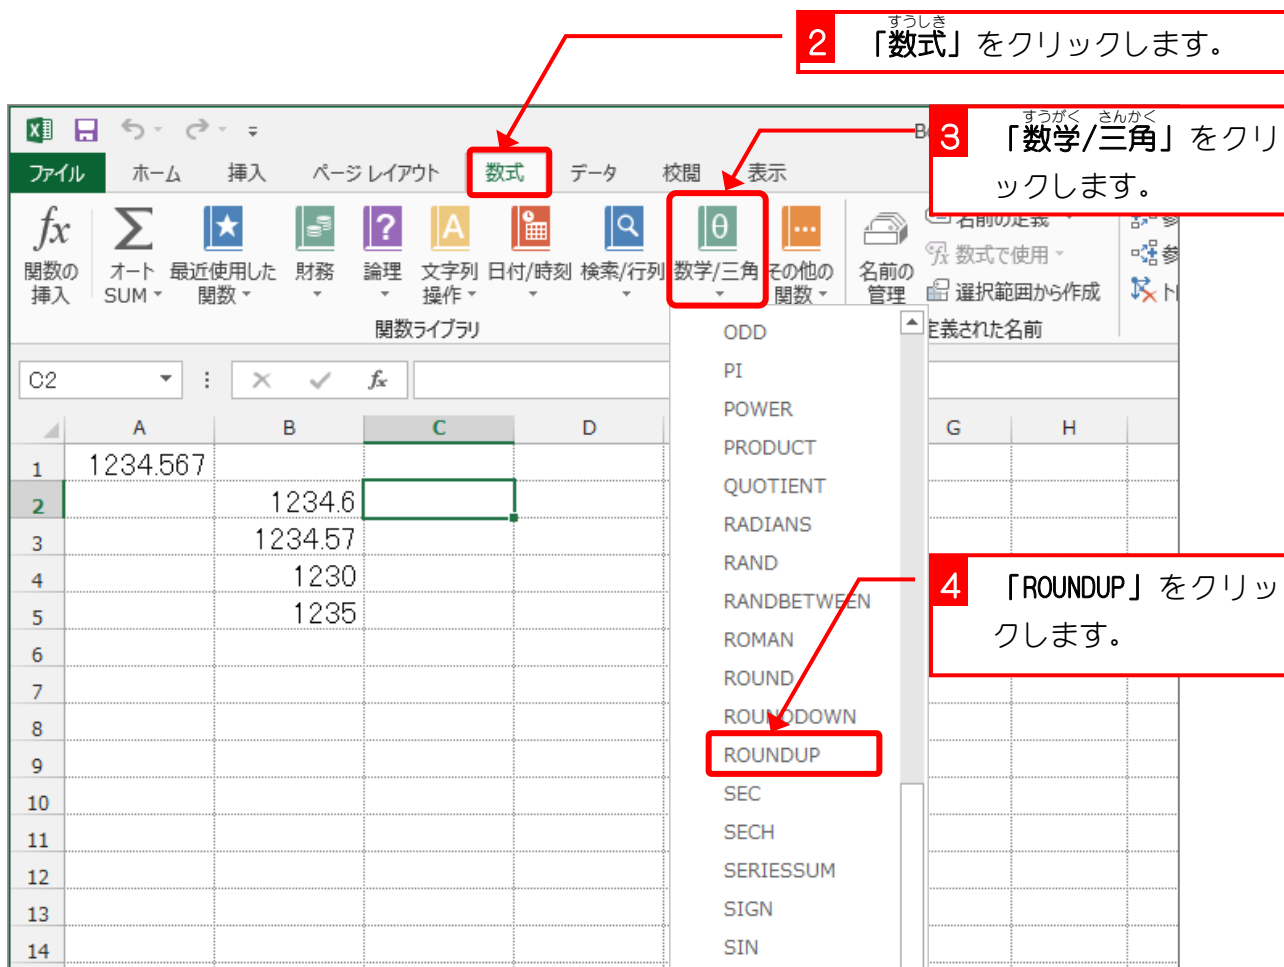 すうしき
2 「数式」をクリックします。
すうがく さんかく
3 「数学/三角」をクリ
ックします。
ファイル ホーム 挿入 ページ レイアウト 数式 データ 校閲 表示
fx Σ ? A θ ...
関数の オート 最近使用した 財務 論理 文字列 日付/時刻 検索/行列 数学/三角 その他の 名前の
挿入 SUM 関数 操作 関数 管理
名前の定義
数式で使用 参
選択範囲から作成 ト
関数ライブラリ 定義された名前
C2 fx
A B C D G H
1 1234.567
2 1234.6
3 1234.57
4 1230
5 1235
6
7
8
9
10
11
12
13
14
ODD
PI
POWER
PRODUCT
QUOTIENT
RADIANS
RAND
RANDBETWEEN
ROMAN
ROUND
ROUNDDOWN
ROUNDUP
SEC
SECH
SERIESSUM
SIGN
SIN
4 「ROUNDUP」をクリッ
クします。